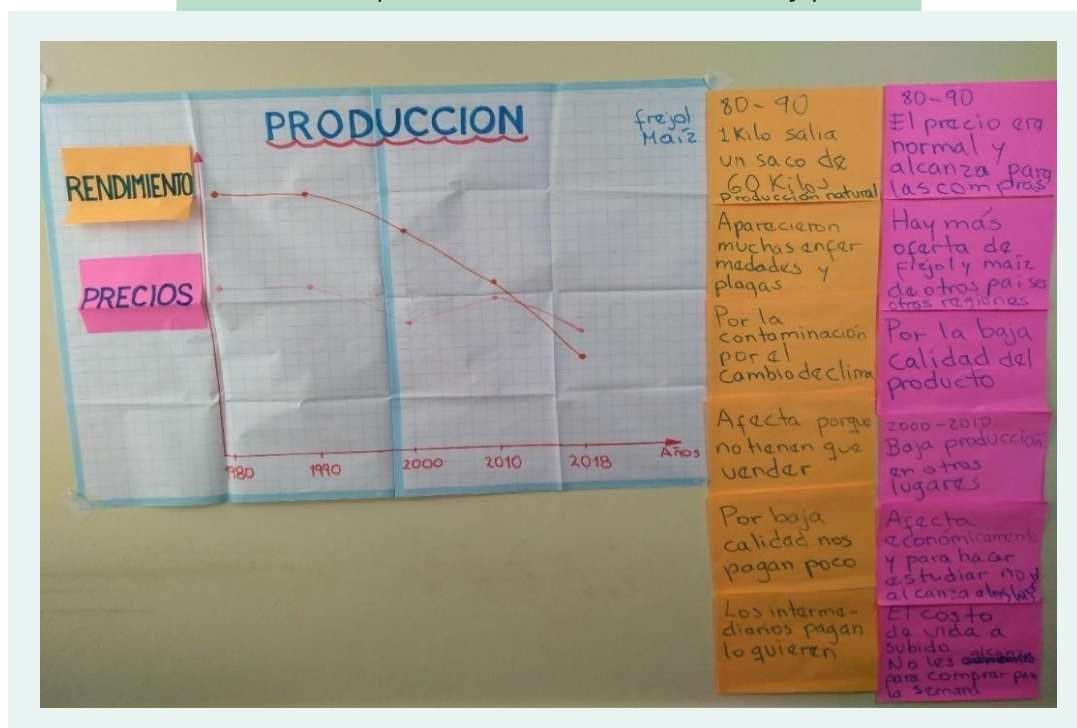 PRODUCCION
frejol
Maíz
RENDIMIENTO
PRECIOS
1980
1990
2000
2010
2018
Años
80-90
1 Kilo salia
un saco de
60 Kilos
Producción natural
Aparecieron
muchas enfer
medades y
plagas
Por la
contaminación
por el
Cambio de clima
Afecta porque
no tienen que
vender
Por baja
calidad nos
pagan poco
Los interme-
diarios pagan
lo quieren
80-90
El precio era
normal y
alcanza para
las compras
Hay más
oferta de
Frejol y maíz
de otros paises
otras regiones
Por la baja
calidad del
producto
2000-2010
Baja producción
en otros
lugares
Afecta
económicamente
y para hacer
estudiar no
alcanza
El costo
de vida a
subido
No les alcanza
para comprar para
la semana